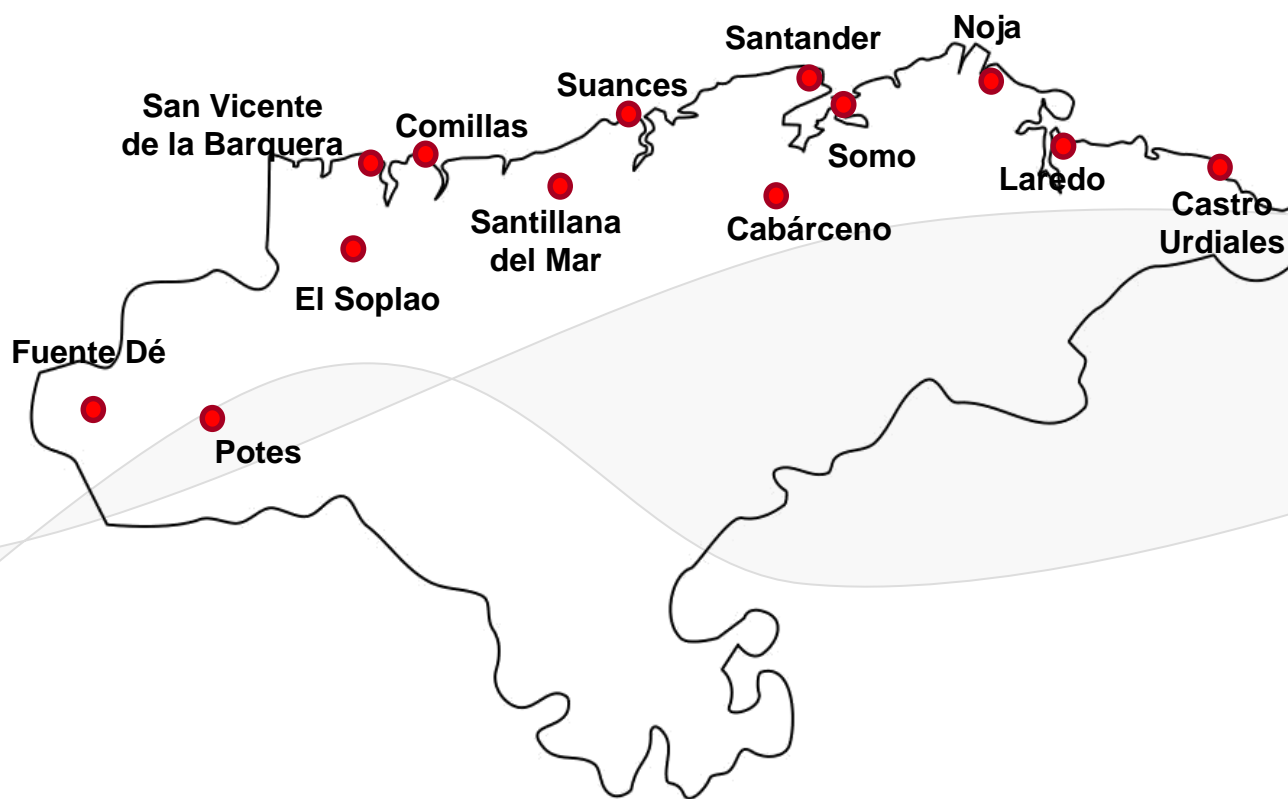 Noja
Santander
Suances
San Vicente
de la Barquera
Comillas
Somo
Laredo
Castro
Urdiales
Santillana
del Mar
Cabárceno
El Soplao
Fuente Dé
Potes